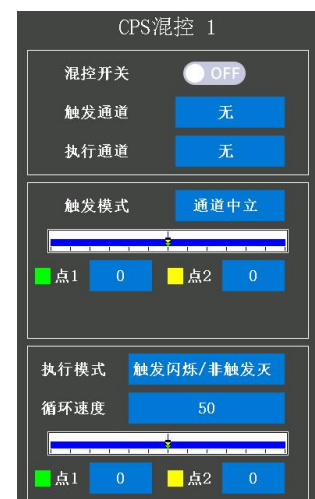 CPS混控 1
混控开关 OFF
触发通道 无
执行通道 无
触发模式 通道中立
点1 0 点2 0
执行模式 触发闪烁/非触发灭
循环速度 50
点1 0 点2 0